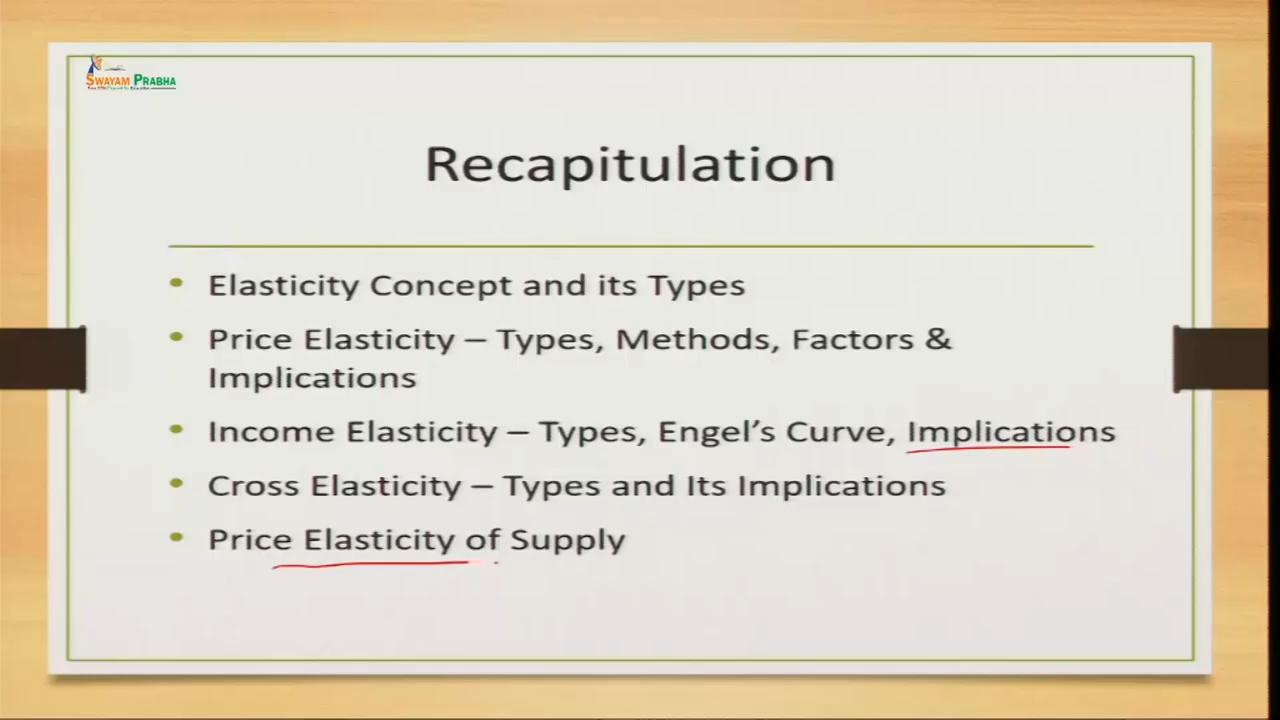 SWAYAM PRABHA
Recapitulation
• Elasticity Concept and its Types
• Price Elasticity – Types, Methods, Factors &
Implications
• Income Elasticity – Types, Engel's Curve, Implications
• Cross Elasticity – Types and Its Implications
• Price Elasticity of Supply